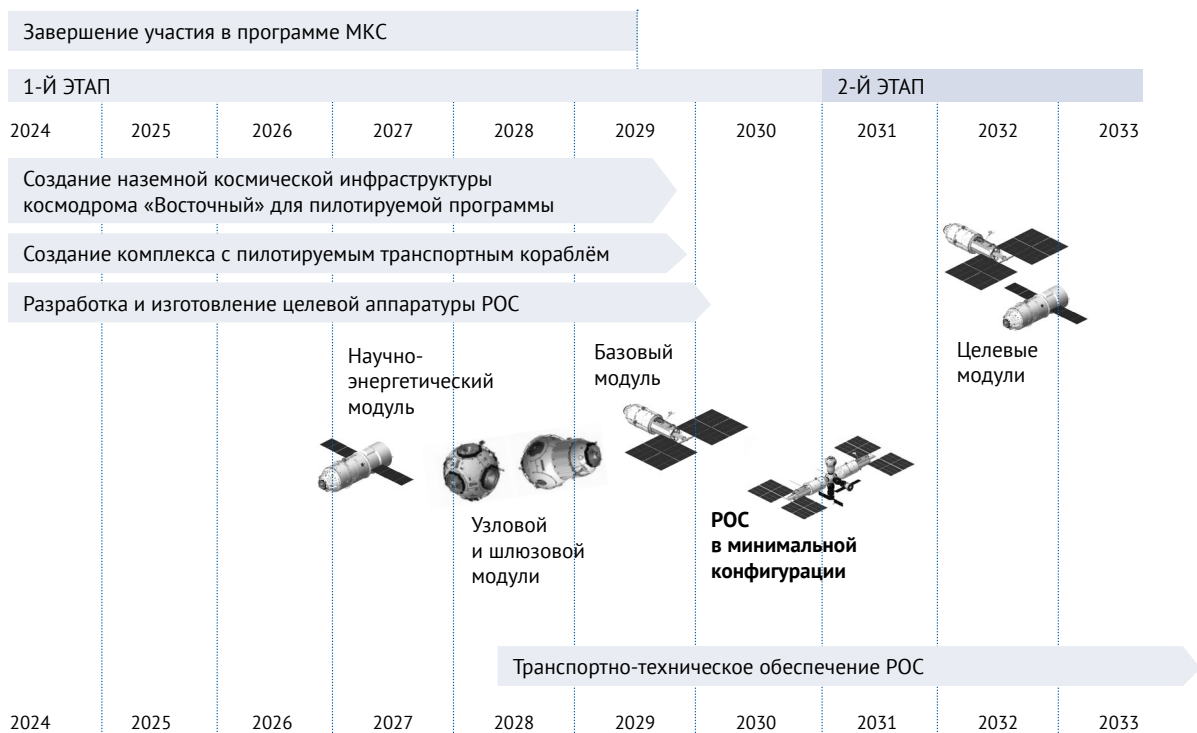 Завершение участия в программе МКС
1-Й ЭТАП
2-Й ЭТАП
2024 2025 2026 2027 2028 2029 2030 2031 2032 2033
Создание наземной космической инфраструктуры
космодрома «Восточный» для пилотируемой программы
Создание комплекса с пилотируемым транспортным кораблём
Разработка и изготовление целевой аппаратуры РОС
Научно-
энергетический
модуль
Узловой
и шлюзовой
модули
Базовый
модуль
РОС
в минимальной
конфигурации
Целевые
модули
Транспортно-техническое обеспечение РОС
2024 2025 2026 2027 2028 2029 2030 2031 2032 2033